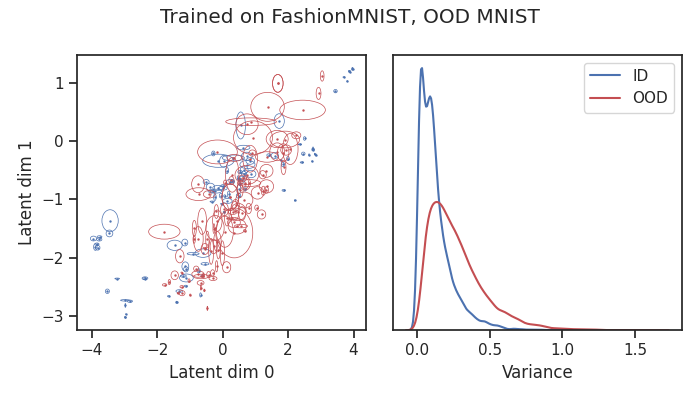 Trained on FashionMNIST, OOD MNIST
1
0
−1
−2
−3
Latent dim 1
−4
−2
0
2
4
Latent dim 0
ID
OOD
0.0
0.5
1.0
1.5
Variance